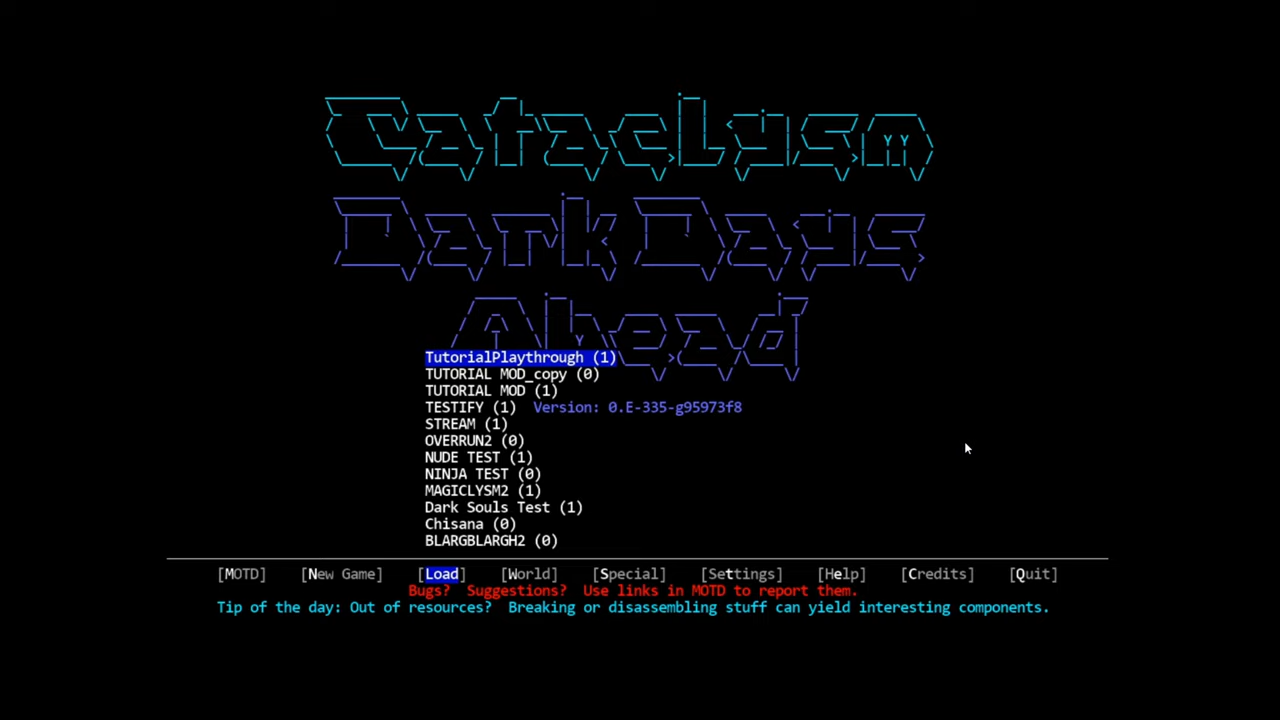 Cataclysm
Dark Days
Ahead
TutorialPlaythrough (1)
TUTORIAL MOD_copy (0)
TUTORIAL MOD (1)
TESTIFY (1) Version: 0.E-335-g95973f8
STREAM (1)
OVERRUN2 (0)
NUDE TEST (1)
NINJA TEST (0)
MAGICLYSM2 (1)
Dark Souls Test (1)
Chisana (0)
BLARGBLARGH2 (0)
[MOTD] [New Game] [Load] [World] [Special] [Settings] [Help] [Credits] [Quit]
Bugs? Suggestions? Use links in MOTD to report them.
Tip of the day: Out of resources? Breaking or disassembling stuff can yield interesting components.